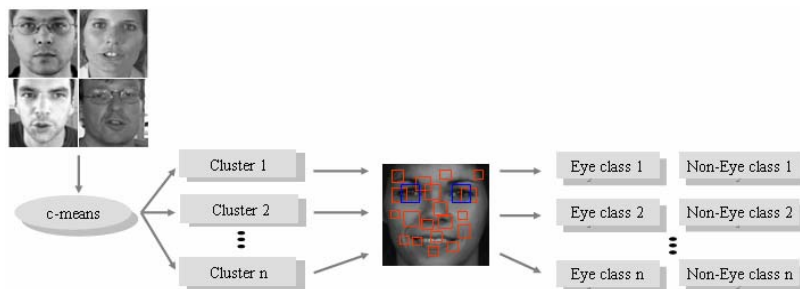 Cluster 1
Eye class 1
Non-Eye class 1
c-means
Cluster 2
Eye class 2
Non-Eye class 2
Cluster n
Eye class n
Non-Eye class n